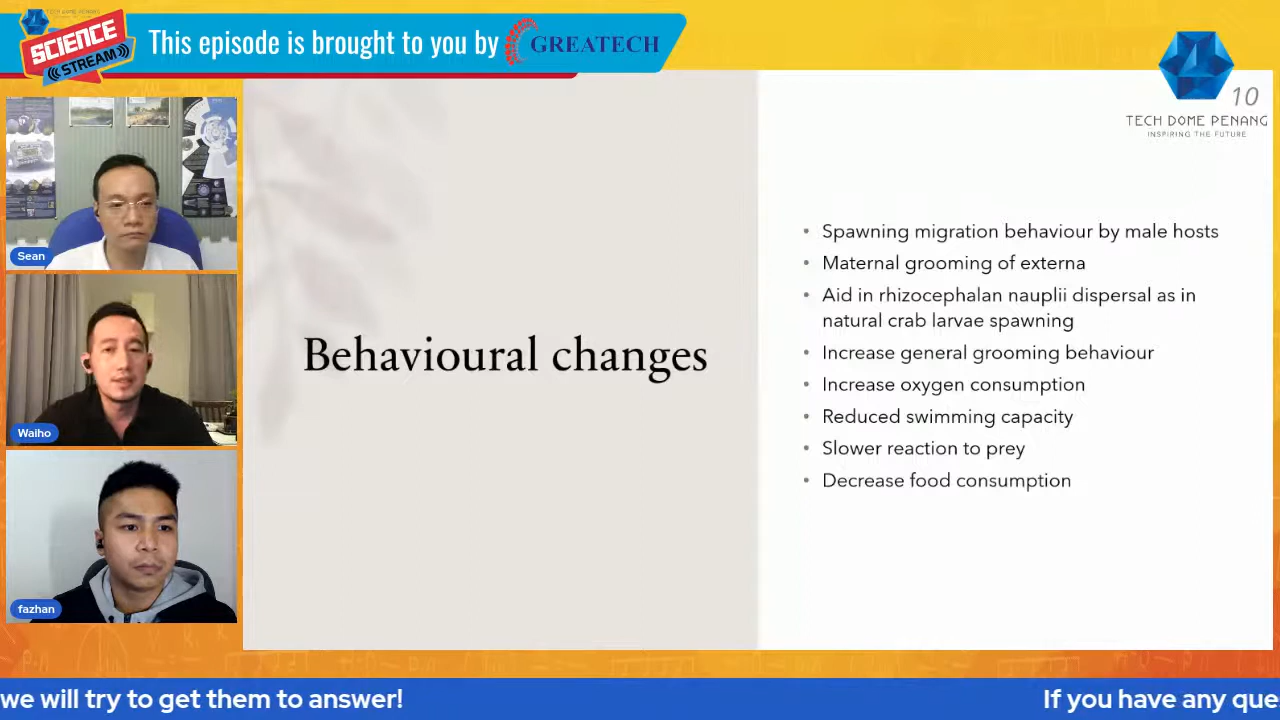 TECH DOME PENANG
SCIENCE
STREAM
This episode is brought to you by GREATECH
10
TECH DOME PENANG
INSPIRING THE FUTURE
Sean
Waiho
fazhan
Behavioural changes
• Spawning migration behaviour by male hosts
• Maternal grooming of externa
• Aid in rhizocephalan nauplii dispersal as in
natural crab larvae spawning
• Increase general grooming behaviour
• Increase oxygen consumption
• Reduced swimming capacity
• Slower reaction to prey
• Decrease food consumption
we will try to get them to answer!
If you have any que